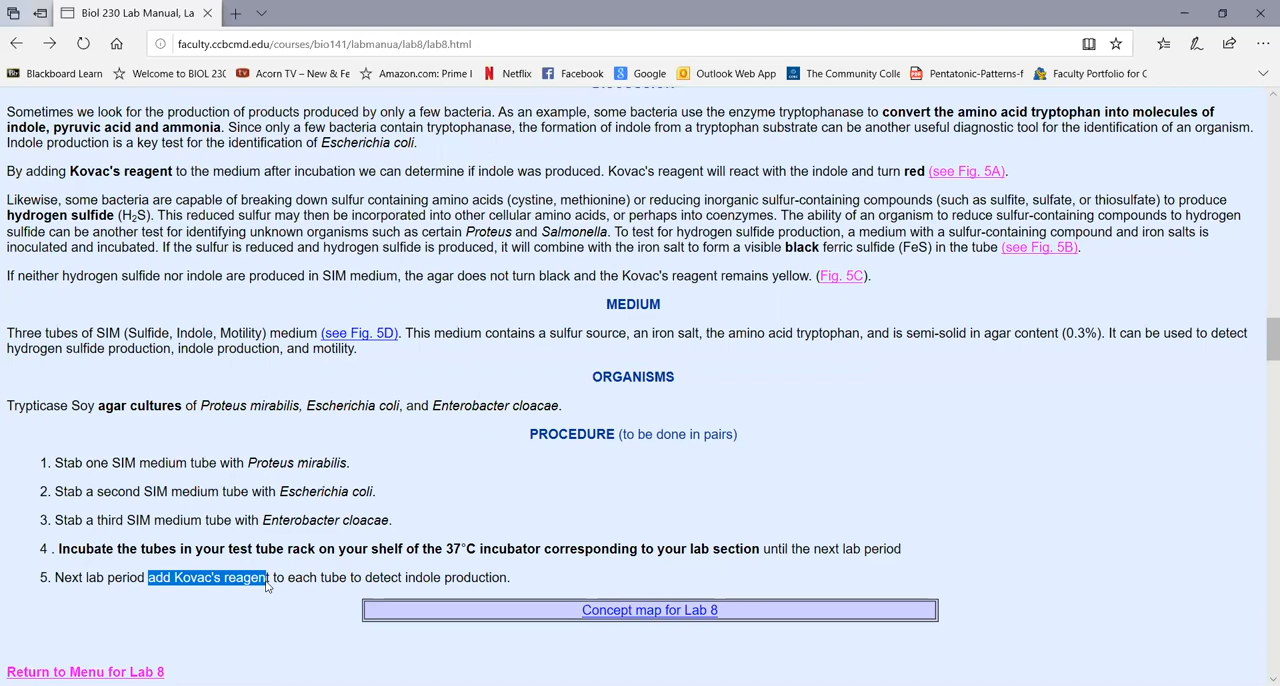 Biol 230 Lab Manual, La
faculty.ccbcmd.edu/courses/bio141/labmanua/lab8/lab8.html
Blackboard Learn Welcome to BIOL 230 Acorn TV – New & Fe Amazon.com: Prime I Netflix Facebook Google Outlook Web App The Community Colle Pentatonic-Patterns-f Faculty Portfolio for C
DISCUSSION
Sometimes we look for the production of products produced by only a few bacteria. As an example, some bacteria use the enzyme tryptophanase to convert the amino acid tryptophan into molecules of
indole, pyruvic acid and ammonia. Since only a few bacteria contain tryptophanase, the formation of indole from a tryptophan substrate can be another useful diagnostic tool for the identification of an organism.
Indole production is a key test for the identification of Escherichia coli.
By adding Kovac's reagent to the medium after incubation we can determine if indole was produced. Kovac's reagent will react with the indole and turn red (see Fig. 5A).
Likewise, some bacteria are capable of breaking down sulfur containing amino acids (cystine, methionine) or reducing inorganic sulfur-containing compounds (such as sulfite, sulfate, or thiosulfate) to produce
hydrogen sulfide (H2S). This reduced sulfur may then be incorporated into other cellular amino acids, or perhaps into coenzymes. The ability of an organism to reduce sulfur-containing compounds to hydrogen
sulfide can be another test for identifying unknown organisms such as certain Proteus and Salmonella. To test for hydrogen sulfide production, a medium with a sulfur-containing compound and iron salts is
inoculated and incubated. If the sulfur is reduced and hydrogen sulfide is produced, it will combine with the iron salt to form a visible black ferric sulfide (FeS) in the tube (see Fig. 5B).
If neither hydrogen sulfide nor indole are produced in SIM medium, the agar does not turn black and the Kovac's reagent remains yellow. (Fig. 5C).
MEDIUM
Three tubes of SIM (Sulfide, Indole, Motility) medium (see Fig. 5D). This medium contains a sulfur source, an iron salt, the amino acid tryptophan, and is semi-solid in agar content (0.3%). It can be used to detect
hydrogen sulfide production, indole production, and motility.
ORGANISMS
Trypticase Soy agar cultures of Proteus mirabilis, Escherichia coli, and Enterobacter cloacae.
PROCEDURE (to be done in pairs)
1. Stab one SIM medium tube with Proteus mirabilis.
2. Stab a second SIM medium tube with Escherichia coli.
3. Stab a third SIM medium tube with Enterobacter cloacae.
4 . Incubate the tubes in your test tube rack on your shelf of the 37°C incubator corresponding to your lab section until the next lab period
5. Next lab period add Kovac's reagent to each tube to detect indole production.
Concept map for Lab 8
Return to Menu for Lab 8